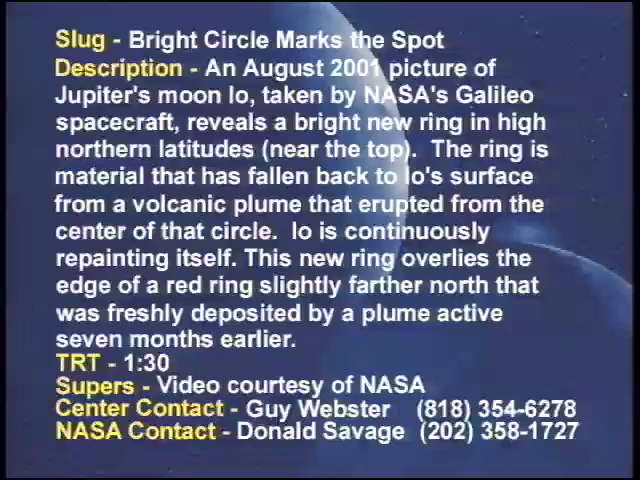 Slug - Bright Circle Marks the Spot
Description - An August 2001 picture of
Jupiter's moon Io, taken by NASA's Galileo
spacecraft, reveals a bright new ring in high
northern latitudes (near the top).  The ring is
material that has fallen back to Io's surface
from a volcanic plume that erupted from the
center of that circle.  Io is continuously
repainting itself. This new ring overlies the
edge of a red ring slightly farther north that
was freshly deposited by a plume active
seven months earlier.
TRT - 1:30
Supers - Video courtesy of NASA
Center Contact - Guy Webster (818) 354-6278
NASA Contact - Donald Savage (202) 358-1727